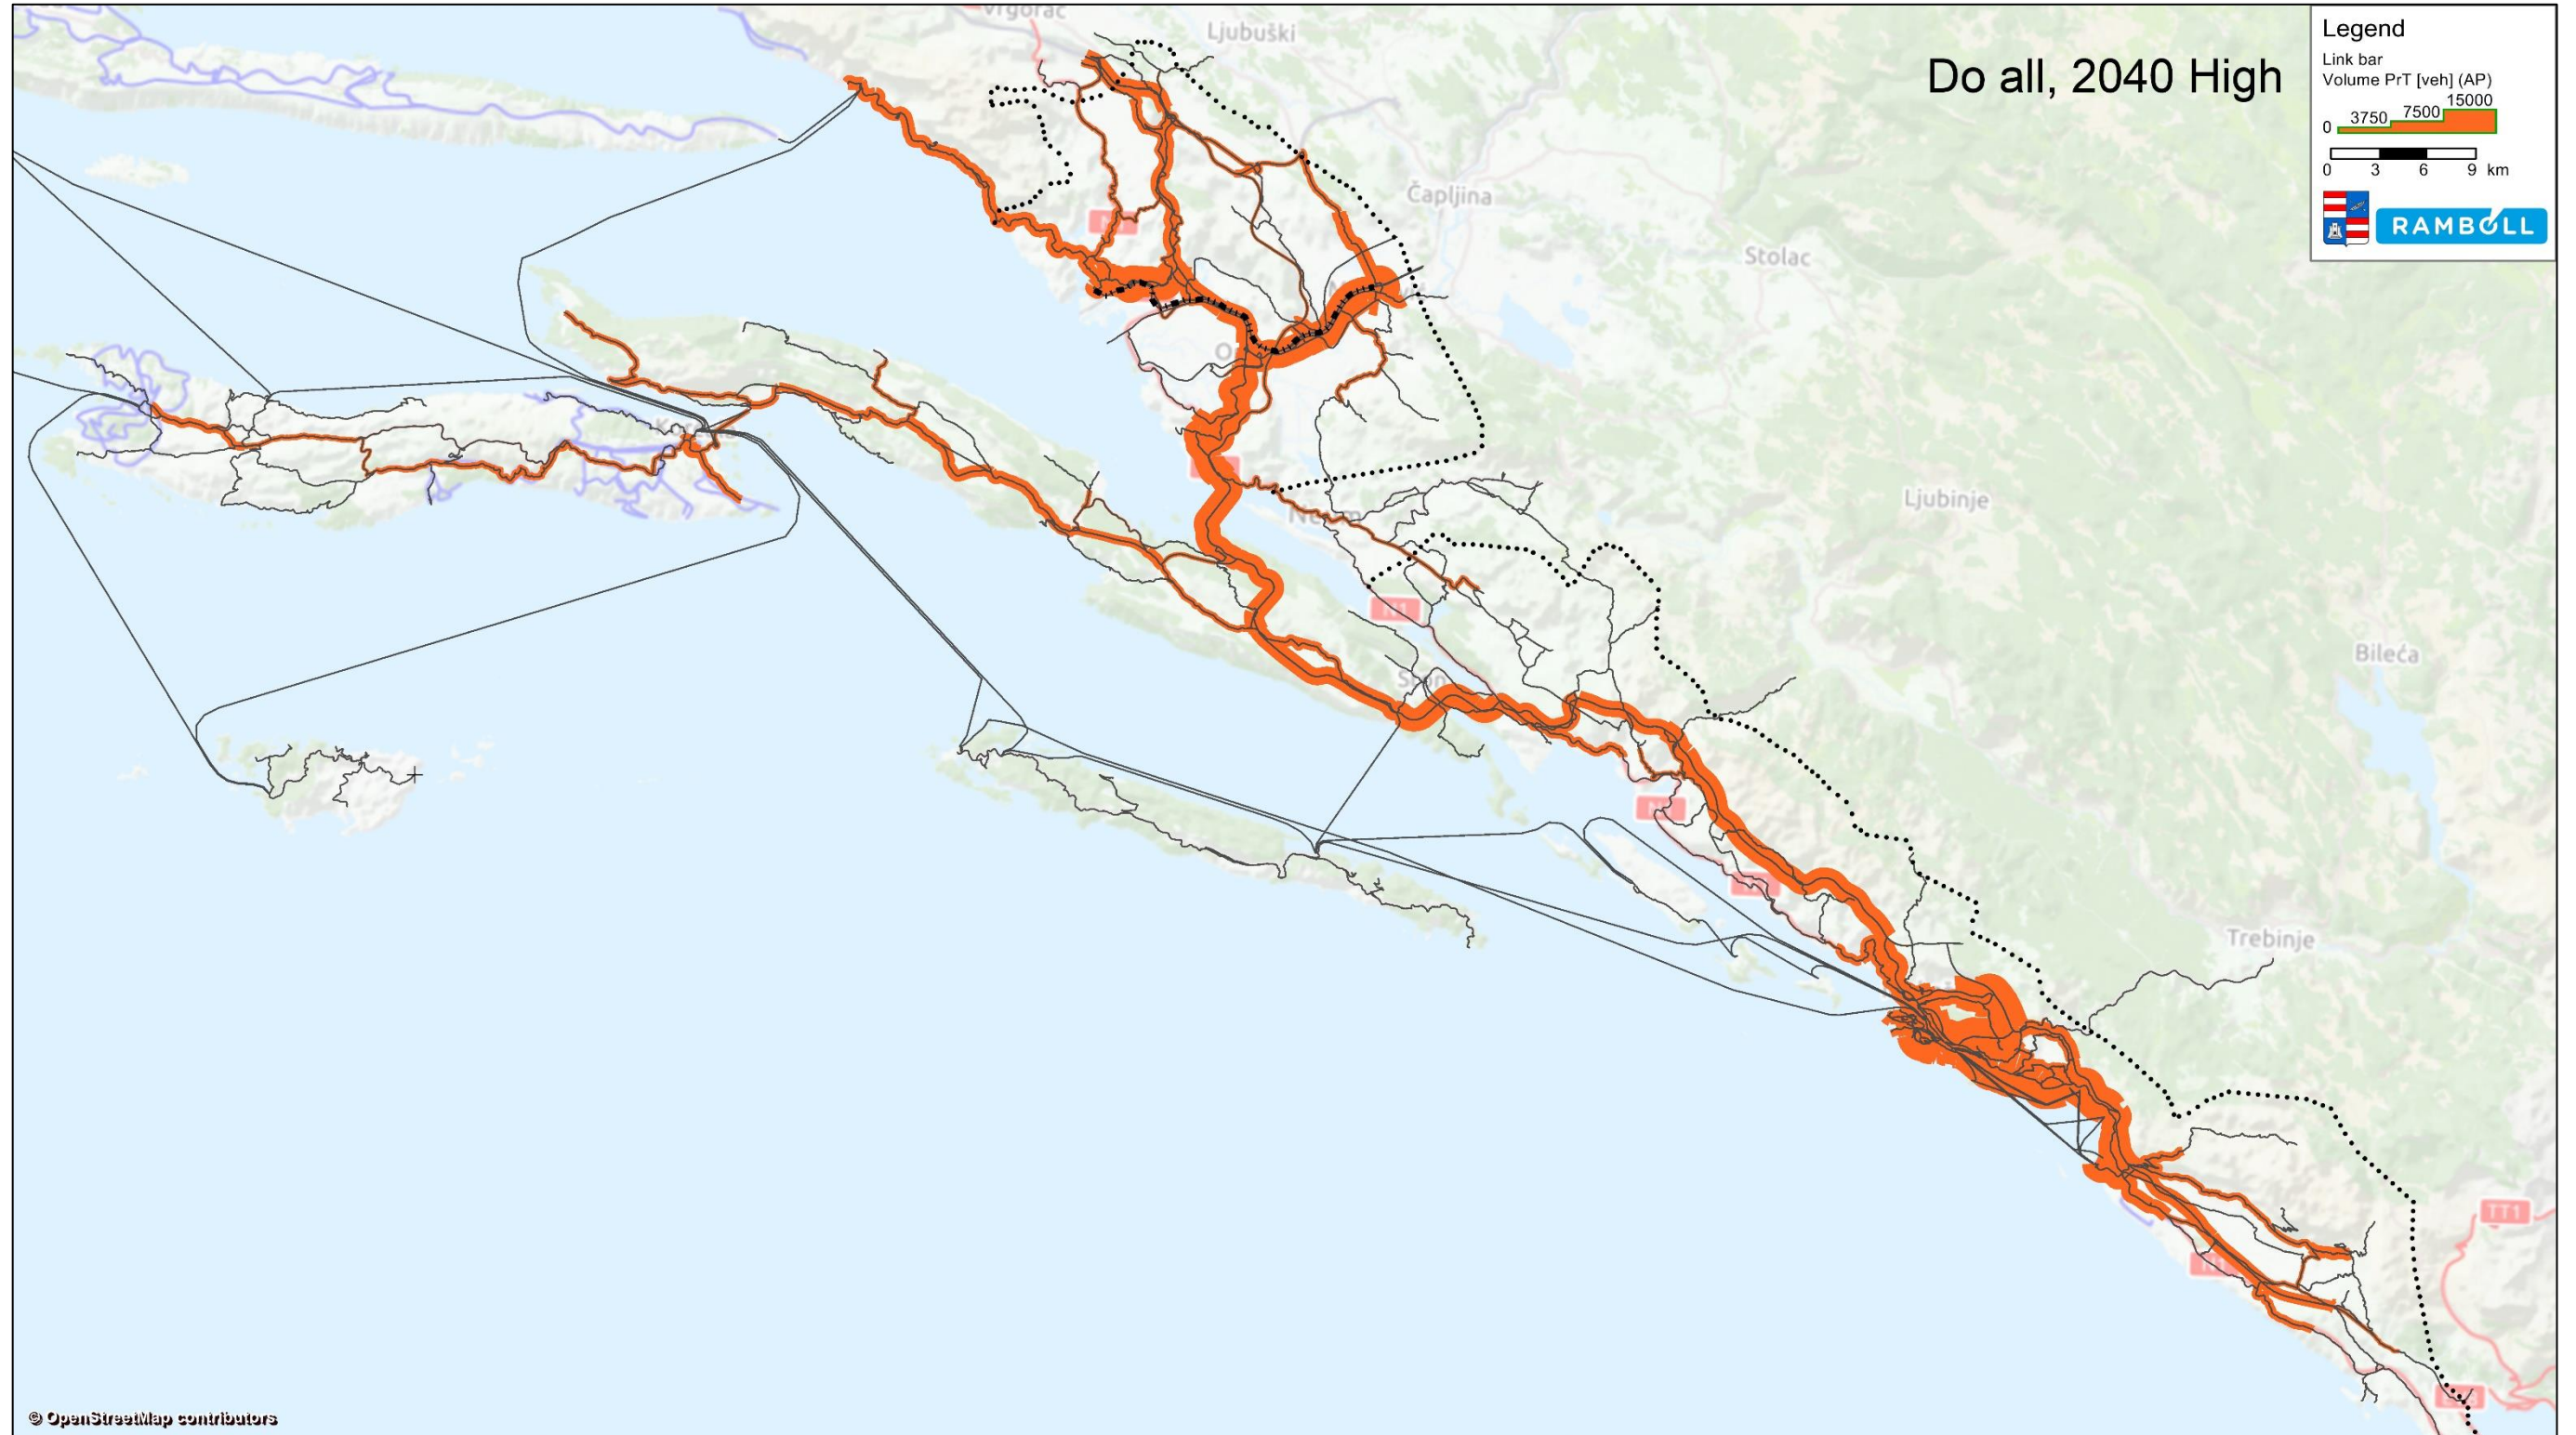 Vrgorac
Ljubuški
Do all, 2040 High
Legend
Link bar
Volume PrT [veh] (AP)
0 3750 7500 15000
0 3 6 9 km
RAMBOLL
Čapljina
Stolac
Ljubinje
Bileća
Trebinje
TT1
© OpenStreetMap contributors